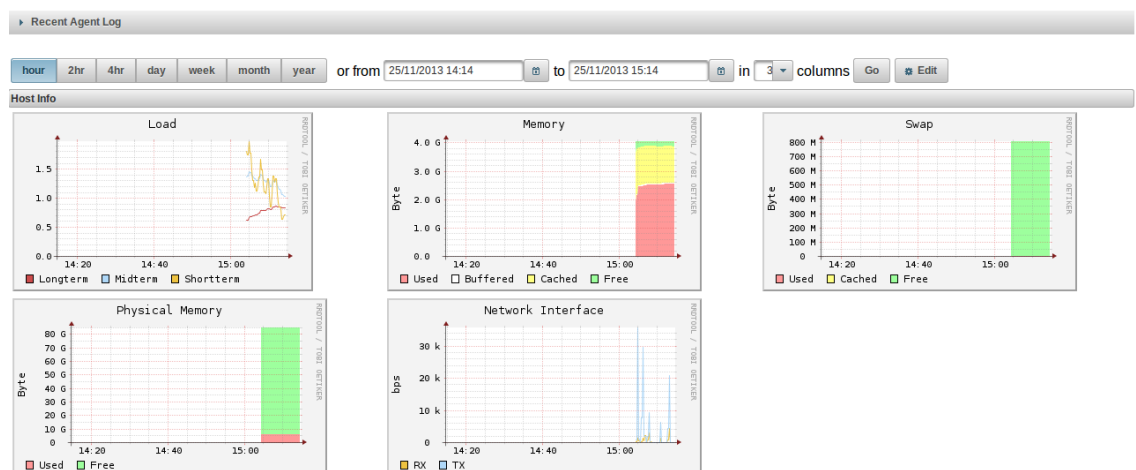 Recent Agent Log
hour 2hr 4hr day week month year or from 25/11/2013 14:14 to 25/11/2013 15:14 in 3 columns Go Edit
Host Info
Load
RRDTOOL / TOBI OETIKER
1.5
1.0
0.5
0.0
14:20 14:40 15:00
Longterm Midterm Shortterm
Memory
RRDTOOL / TOBI OETIKER
Byte
4.0 G
3.0 G
2.0 G
1.0 G
0.0
14:20 14:40 15:00
Used Buffered Cached Free
Swap
RRDTOOL / TOBI OETIKER
Byte
800 M
700 M
600 M
500 M
400 M
300 M
200 M
100 M
0
14:20 14:40 15:00
Used Cached Free
Physical Memory
RRDTOOL / TOBI OETIKER
Byte
80 G
70 G
60 G
50 G
40 G
30 G
20 G
10 G
0
14:20 14:40 15:00
Used Free
Network Interface
RRDTOOL / TOBI OETIKER
bps
30 k
20 k
10 k
0
14:20 14:40 15:00
RX TX